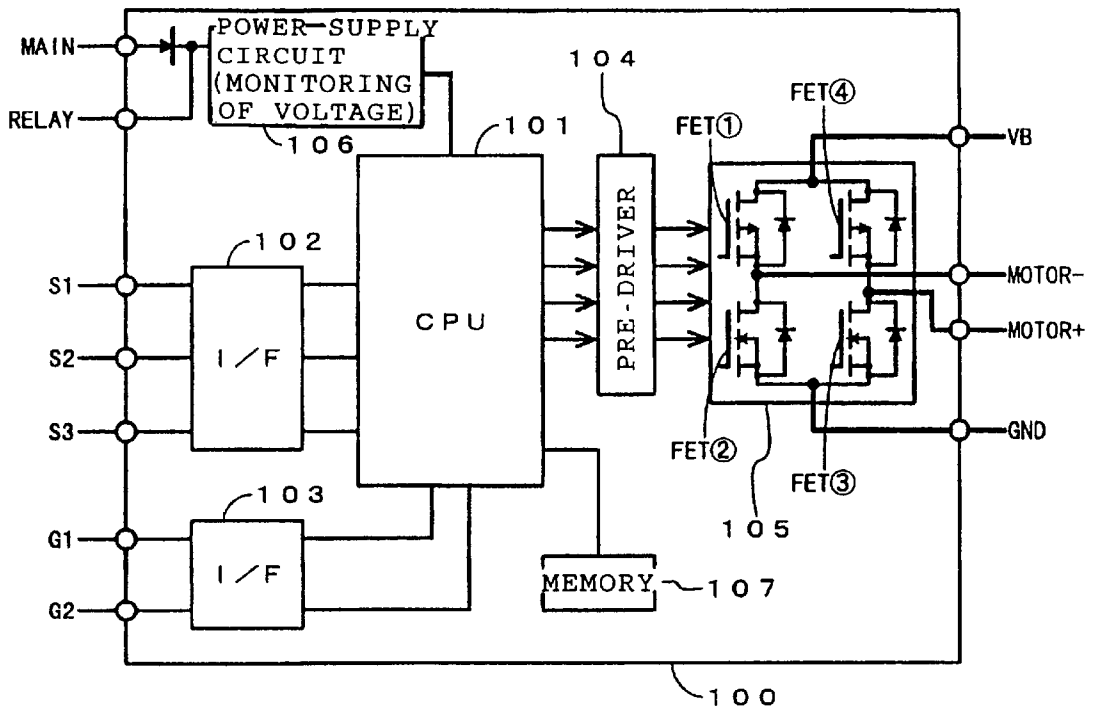 MAIN
POWER-SUPPLY
CIRCUIT
(MONITORING
OF VOLTAGE)
RELAY
106
101
104
FET④
FET①
VB
102
S1
S2
S3
I/F
CPU
PRE-DRIVER
MOTOR-
MOTOR+
GND
FET②
FET③
105
103
G1
G2
I/F
MEMORY
107
100